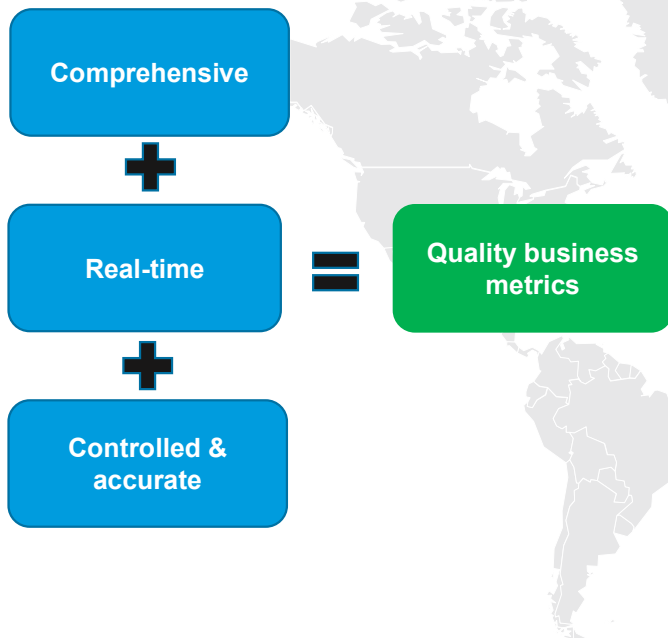 Comprehensive
+
Real-time
=
Quality business
metrics
+
Controlled &
accurate